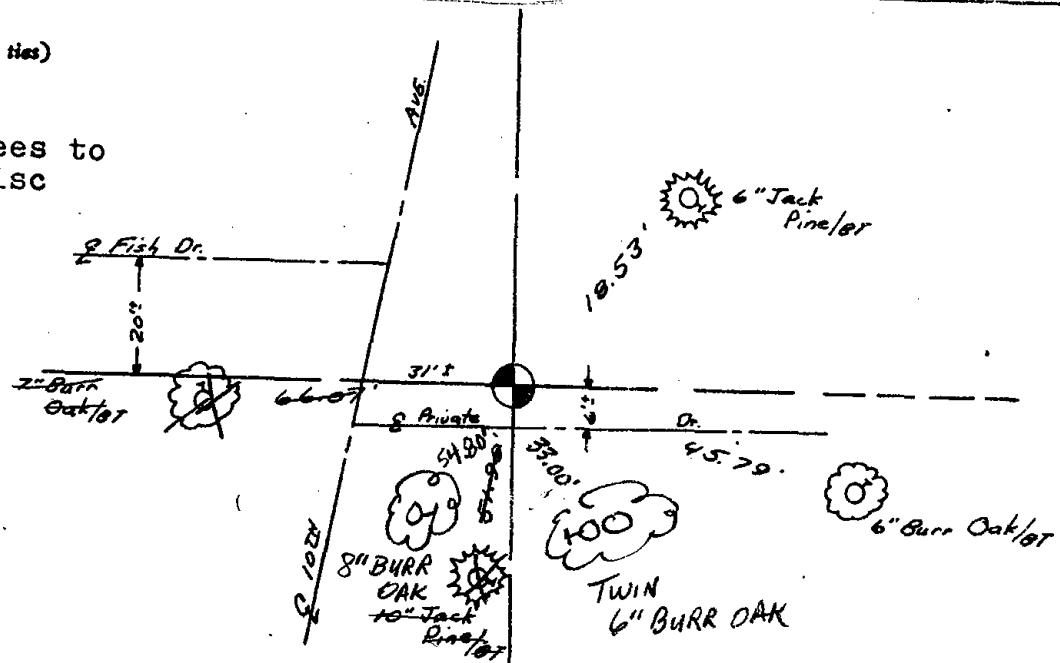 ties)
AVE.
ees to
isc
6" Jack
Pine/BT
℄ Fish Dr.
18.53'
20'±
7" Burr
Oak/BT
66.07'
31'±
6'±
℄ Private Dr.
54.80'
33.00'
45.79'
6" Burr Oak/BT
8" BURR
OAK
10" Jack
Pine/BT
TWIN
6" BURR OAK
℄ 10TH